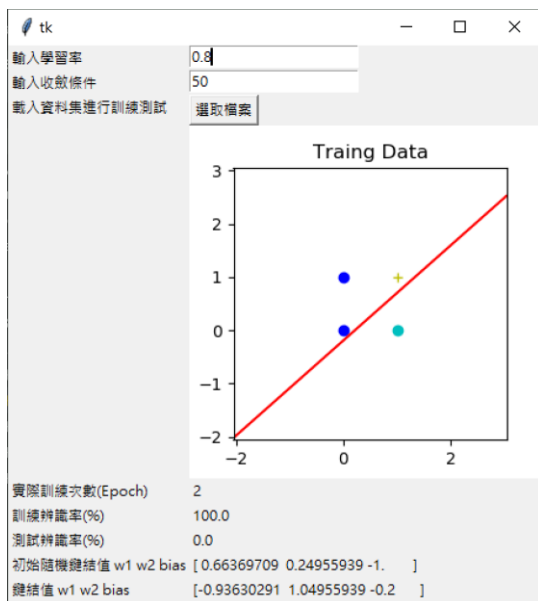 tk
輸入學習率 0.8
輸入收斂條件 50
載入資料集進行訓練測試 選取檔案
Traing Data
3
2
1
0
−1
−2
−2 0 2
實際訓練次數(Epoch) 2
訓練辨識率(%) 100.0
測試辨識率(%) 0.0
初始隨機鍵結值 w1 w2 bias [ 0.66369709 0.24955939 -1. ]
鍵結值 w1 w2 bias [-0.93630291 1.04955939 -0.2 ]